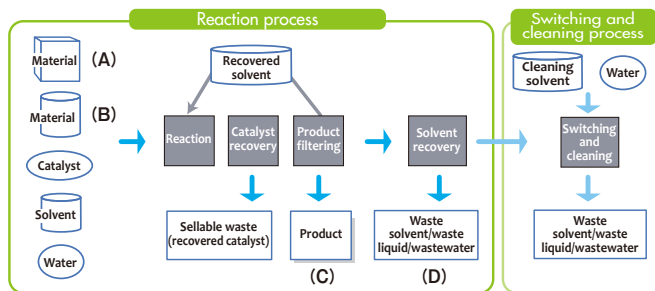 Reaction process
Switching and
cleaning process
Material
(A)
Material
(B)
Catalyst
Solvent
Water
Recovered
solvent
Reaction
Catalyst
recovery
Product
filtering
Solvent
recovery
Sellable waste
(recovered catalyst)
Product
(C)
Waste
solvent/waste
liquid/wastewater
(D)
Cleaning
solvent
Water
Switching
and
cleaning
Waste
solvent/waste
liquid/wastewater